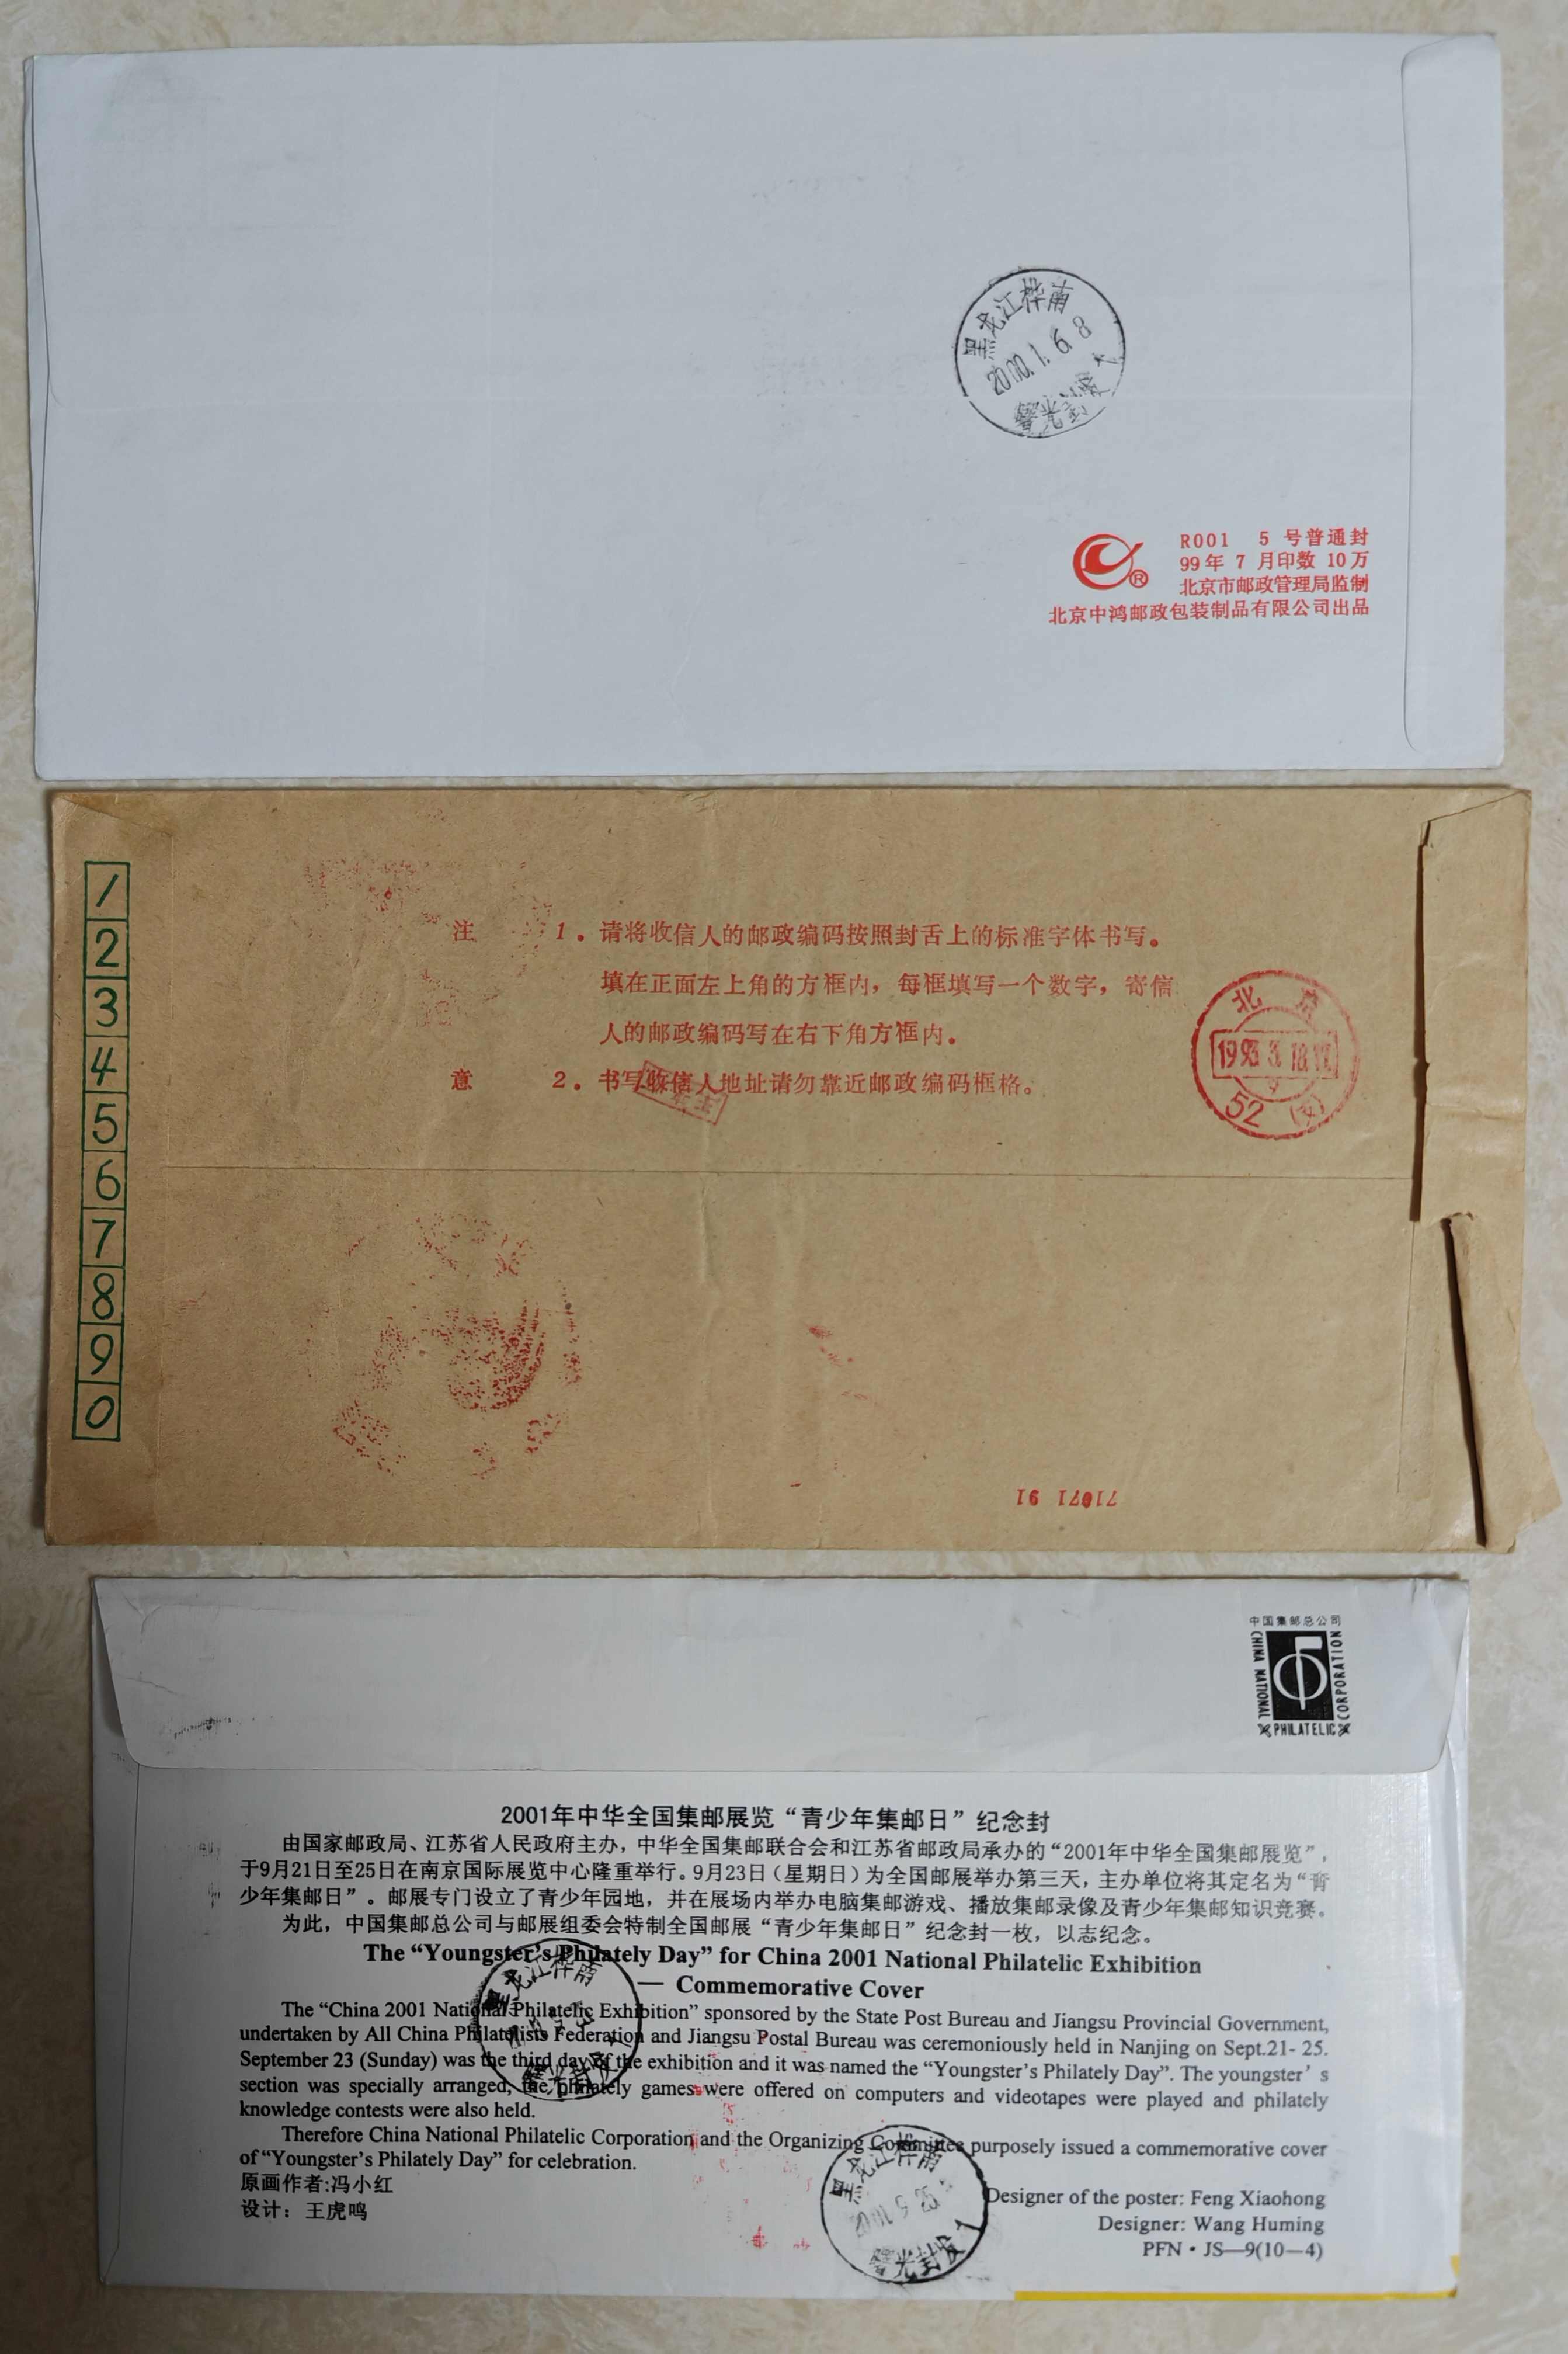 黑龙江桦南
2000.1.6.8
曙光封发
R001 5 号普通封
99年 7 月印数 10万
北京市邮政管理局监制
北京中鸿邮政包装制品有限公司出品
1
2
3
4
5
6
7
8
9
0
注 1。请将收信人的邮政编码按照封舌上的标准字体书写。
填在正面左上角的方框内，每框填写一个数字，寄信
人的邮政编码写在右下角方框内。
意 2。书写收信人地址请勿靠近邮政编码框格。
北京
1993
52
71071 91
中国集邮总公司
CHINA NATIONAL
PHILATELIC
CORPORATION
2001年中华全国集邮展览“青少年集邮日”纪念封
由国家邮政局、江苏省人民政府主办，中华全国集邮联合会和江苏省邮政局承办的“2001年中华全国集邮展览”，
于9月21日至25日在南京国际展览中心隆重举行。9月23日（星期日）为全国邮展举办第三天，主办单位将其定名为“青
少年集邮日”。邮展专门设立了青少年园地，并在展场内举办电脑集邮游戏、播放集邮录像及青少年集邮知识竞赛。
为此，中国集邮总公司与邮展组委会特制全国邮展“青少年集邮日”纪念封一枚，以志纪念。
The “Youngster’s Philately Day” for China 2001 National Philatelic Exhibition
— Commemorative Cover
The “China 2001 National Philatelic Exhibition” sponsored by the State Post Bureau and Jiangsu Provincial Government,
undertaken by All China Philatelists Federation and Jiangsu Postal Bureau was ceremoniously held in Nanjing on Sept.21- 25.
September 23 (Sunday) was the third day of the exhibition and it was named the “Youngster’s Philately Day”. The youngster’ s
section was specially arranged, the philately games were offered on computers and videotapes were played and philately
knowledge contests were also held.
Therefore China National Philatelic Corporation and the Organizing Committee purposely issued a commemorative cover
of “Youngster’s Philately Day” for celebration.
原画作者:冯小红
设计：王虎鸣
Designer of the poster: Feng Xiaohong
Designer: Wang Huming
PFN·JS—9(10—4)
黑龙江桦南
曙光封发
黑龙江桦南
曙光封发